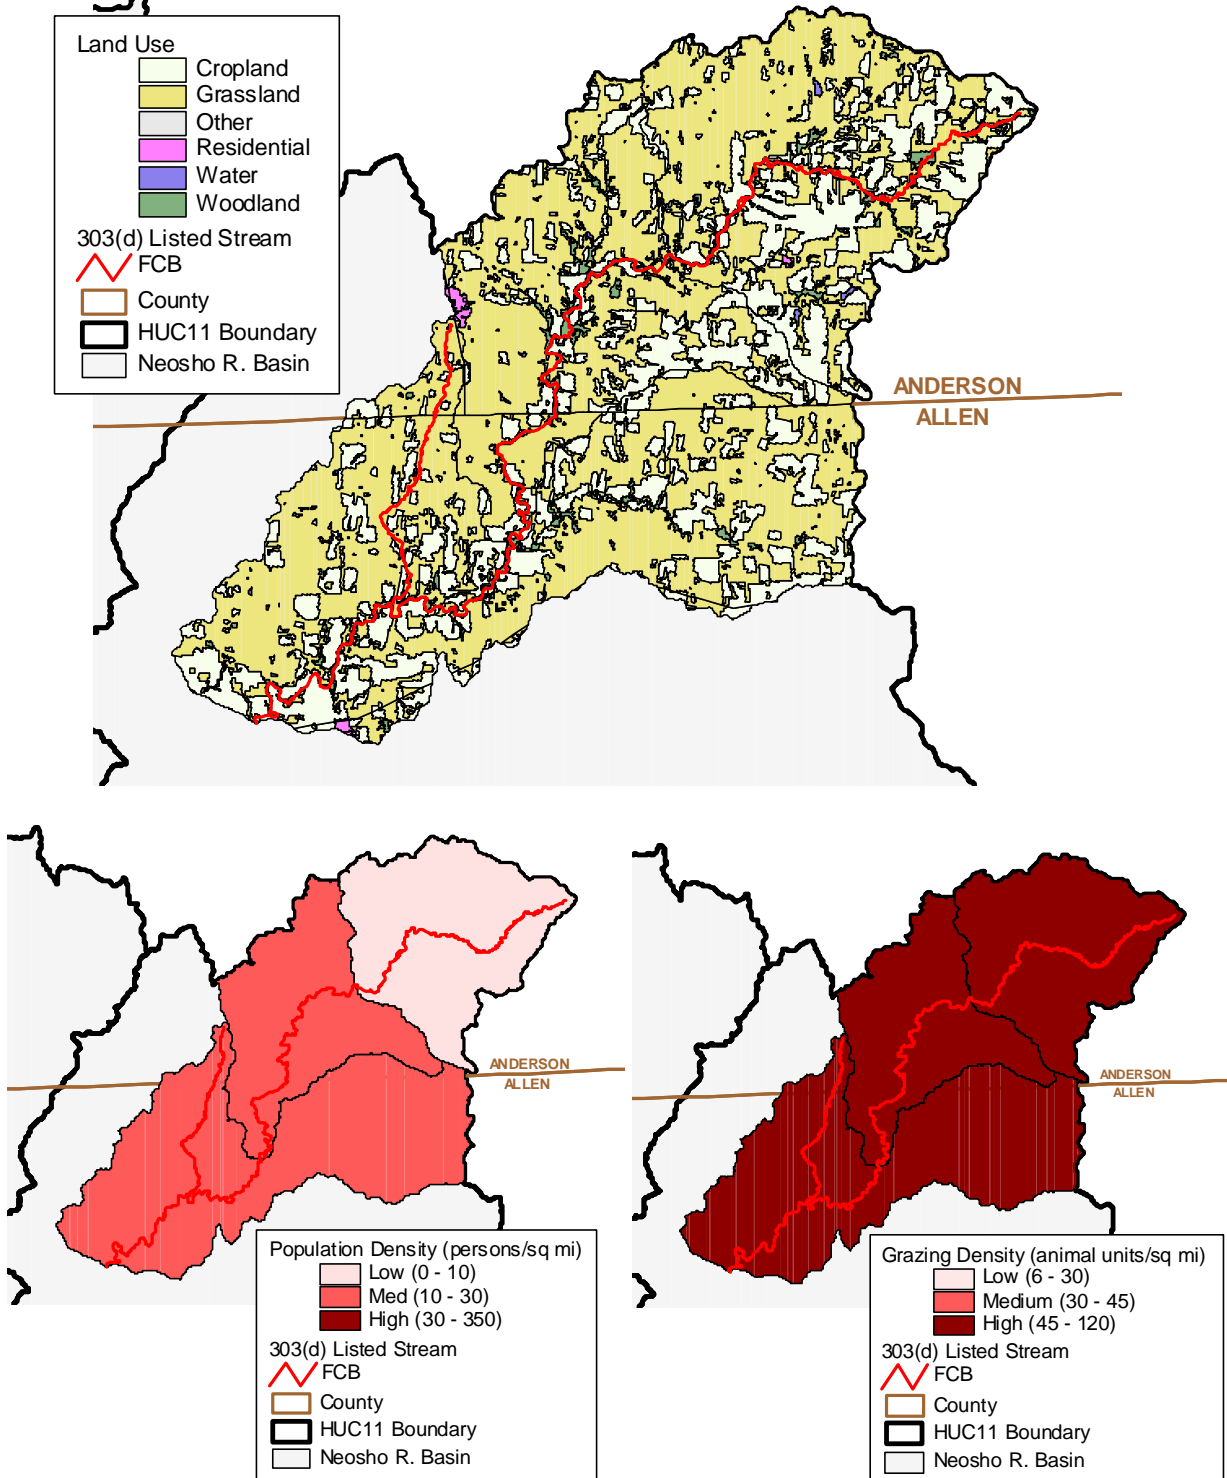 Land Use
Cropland
Grassland
Other
Residential
Water
Woodland
303(d) Listed Stream
FCB
County
HUC11 Boundary
Neosho R. Basin
ANDERSON
ALLEN
ANDERSON
ALLEN
Population Density (persons/sq mi)
Low (0 - 10)
Med (10 - 30)
High (30 - 350)
303(d) Listed Stream
FCB
County
HUC11 Boundary
Neosho R. Basin
ANDERSON
ALLEN
Grazing Density (animal units/sq mi)
Low (6 - 30)
Medium (30 - 45)
High (45 - 120)
303(d) Listed Stream
FCB
County
HUC11 Boundary
Neosho R. Basin